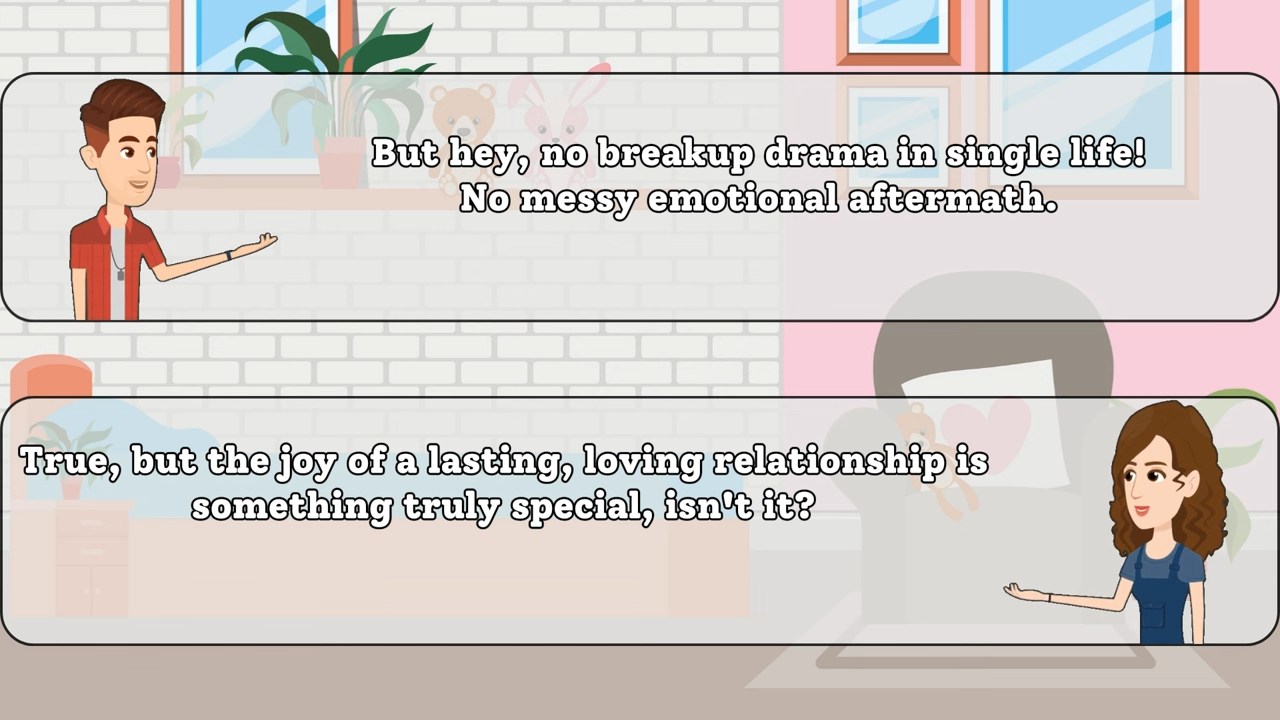 But hey, no breakup drama in single life!
No messy emotional aftermath.
True, but the joy of a lasting, loving relationship is
something truly special, isn't it?